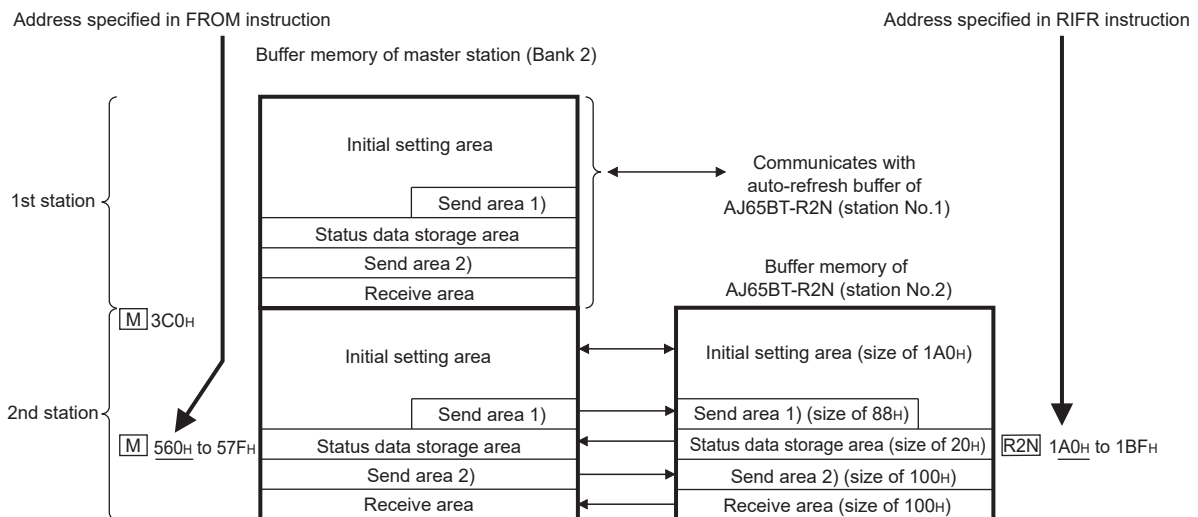 Address specified in FROM instruction
Address specified in RIFR instruction
Buffer memory of master station (Bank 2)
1st station
Initial setting area
Send area 1)
Status data storage area
Send area 2)
Receive area
Communicates with
auto-refresh buffer of
AJ65BT-R2N (station No.1)
Buffer memory of
AJ65BT-R2N (station No.2)
M 3C0H
2nd station
Initial setting area
Initial setting area (size of 1A0H)
Send area 1)
Send area 1) (size of 88H)
M 560H to 57FH
Status data storage area
Status data storage area (size of 20H)
R2N 1A0H to 1BFH
Send area 2)
Send area 2) (size of 100H)
Receive area
Receive area (size of 100H)